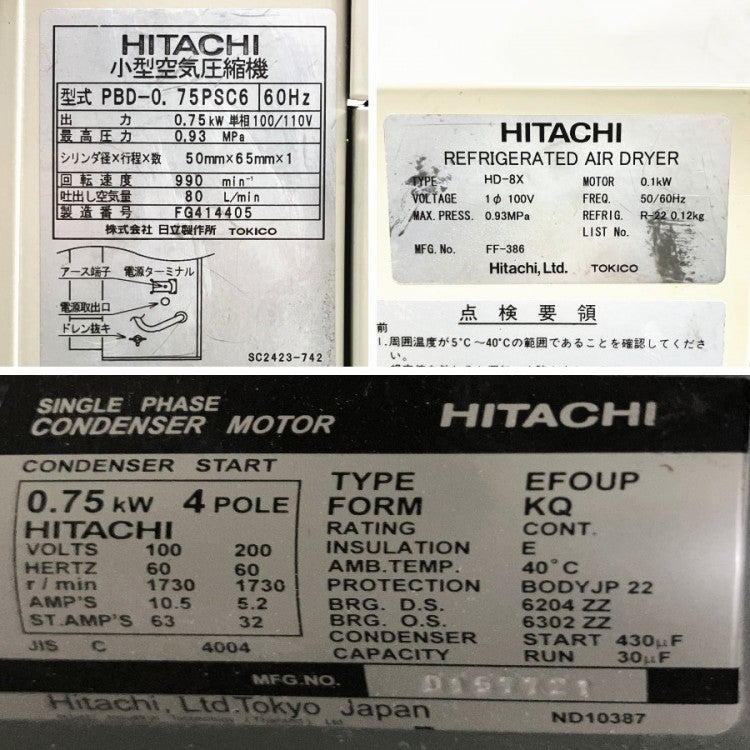 HITACHI
小型空気圧縮機
型式 PBD-0.75PSC6 60Hz
出力 0.75kW 単相100/110V
最高圧力 0.93 MPa
シリンダ径×行程×数 50mm×65mm×1
回転速度 990 min⁻¹
吐出し空気量 80 L/min
製造番号 FG414405
株式会社 日立製作所 TOKICO
アース端子 電源ターミナル
電源取出口
ドレン抜キ
SC2423-742
HITACHI
REFRIGERATED AIR DRYER
TYPE HD-8X MOTOR 0.1kW
VOLTAGE 1φ 100V FREQ. 50/60Hz
MAX.PRESS. 0.93MPa REFRIG. R-22 0.12kg
LIST No.
MFG.No. FF-386
Hitachi,Ltd. TOKICO
点検要領
前
1.周囲温度が5℃~40℃の範囲であることを確認してくださ
い。
SINGLE PHASE
CONDENSER MOTOR HITACHI
CONDENSER START
0.75 kW 4 POLE
HITACHI
VOLTS 100 200
HERTZ 60 60
r/min 1730 1730
AMP'S 10.5 5.2
ST.AMP'S 63 32
JIS C 4004
TYPE EFOUP
FORM KQ
RATING CONT.
INSULATION E
AMB.TEMP. 40°C
PROTECTION BODYJP 22
BRG. D.S. 6204 ZZ
BRG. O.S. 6302 ZZ
CONDENSER START 430μF
CAPACITY RUN 30μF
MFG.NO.
Hitachi, Ltd.Tokyo Japan
ND10387